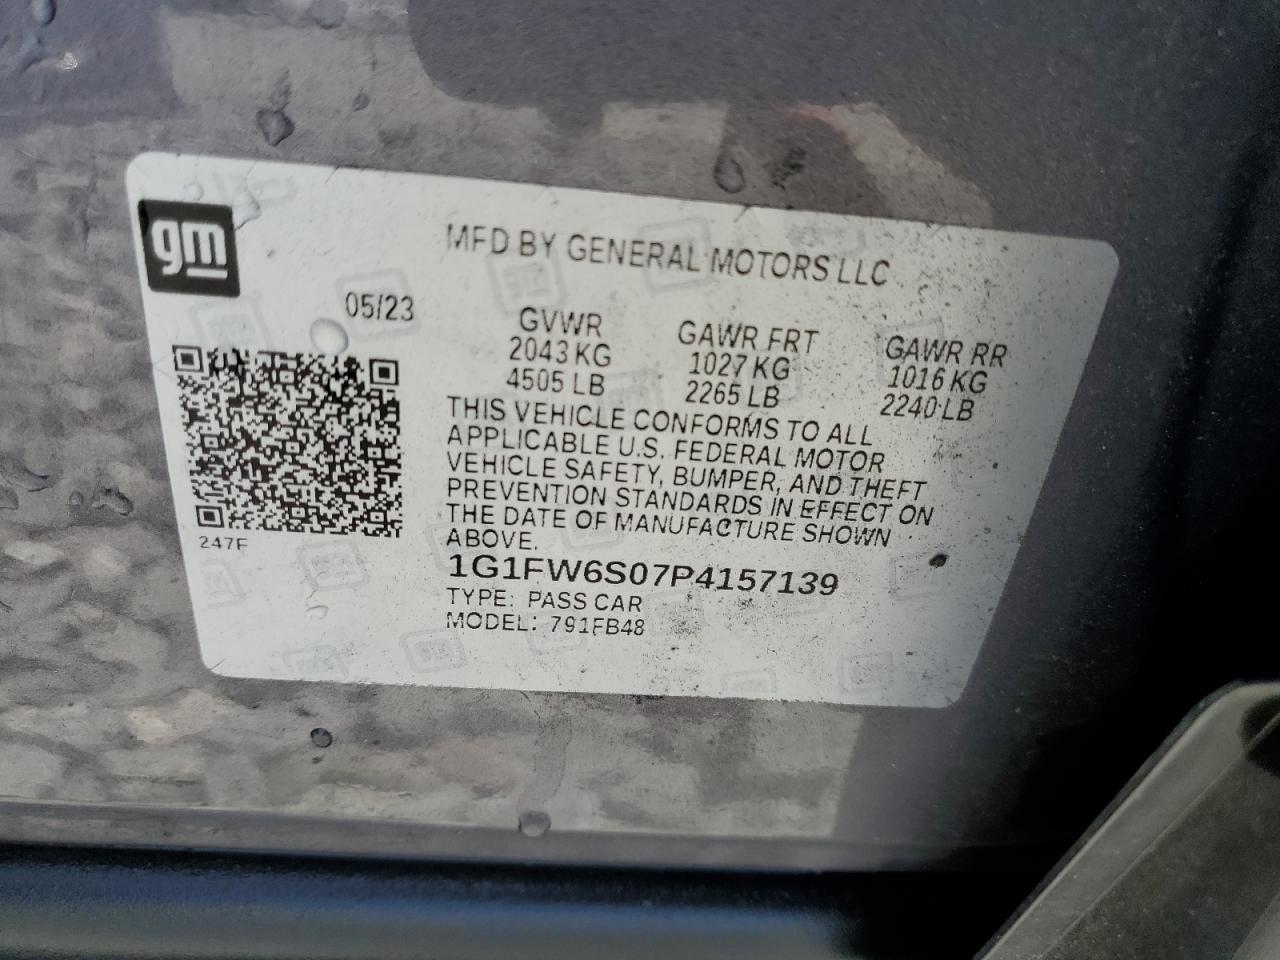 gm
MFD BY GENERAL MOTORS LLC
05/23
GVWR GAWR FRT GAWR RR
2043 KG 1027 KG 1016 KG
4505 LB 2265 LB 2240 LB
THIS VEHICLE CONFORMS TO ALL
APPLICABLE U.S. FEDERAL MOTOR
VEHICLE SAFETY, BUMPER, AND THEFT
PREVENTION STANDARDS IN EFFECT ON
THE DATE OF MANUFACTURE SHOWN
ABOVE.
247F
1G1FW6S07P4157139
TYPE: PASS CAR
MODEL: 791FB48